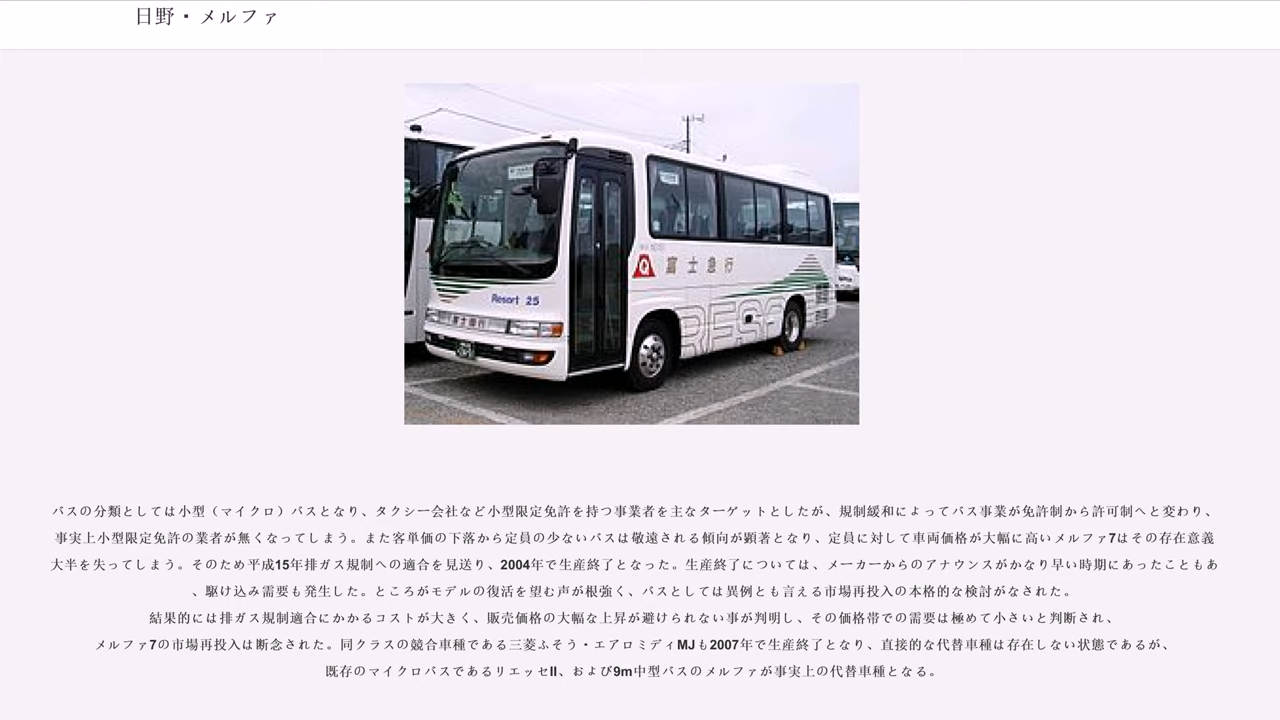 日野・メルファ
富士急行
Resort 25
富士急行
RESO
バスの分類としては小型（マイクロ）バスとなり、タクシー会社など小型限定免許を持つ事業者を主なターゲットとしたが、規制緩和によってバス事業が免許制から許可制へと変わり、
事実上小型限定免許の業者が無くなってしまう。また客単価の下落から定員の少ないバスは敬遠される傾向が顕著となり、定員に対して車両価格が大幅に高いメルファ7はその存在意義
大半を失ってしまう。そのため平成15年排ガス規制への適合を見送り、2004年で生産終了となった。生産終了については、メーカーからのアナウンスがかなり早い時期にあったこともあ
、駆け込み需要も発生した。ところがモデルの復活を望む声が根強く、バスとしては異例とも言える市場再投入の本格的な検討がなされた。
結果的には排ガス規制適合にかかるコストが大きく、販売価格の大幅な上昇が避けられない事が判明し、その価格帯での需要は極めて小さいと判断され、
メルファ7の市場再投入は断念された。同クラスの競合車種である三菱ふそう・エアロミディMJも2007年で生産終了となり、直接的な代替車種は存在しない状態であるが、
既存のマイクロバスであるリエッセII、および9m中型バスのメルファが事実上の代替車種となる。